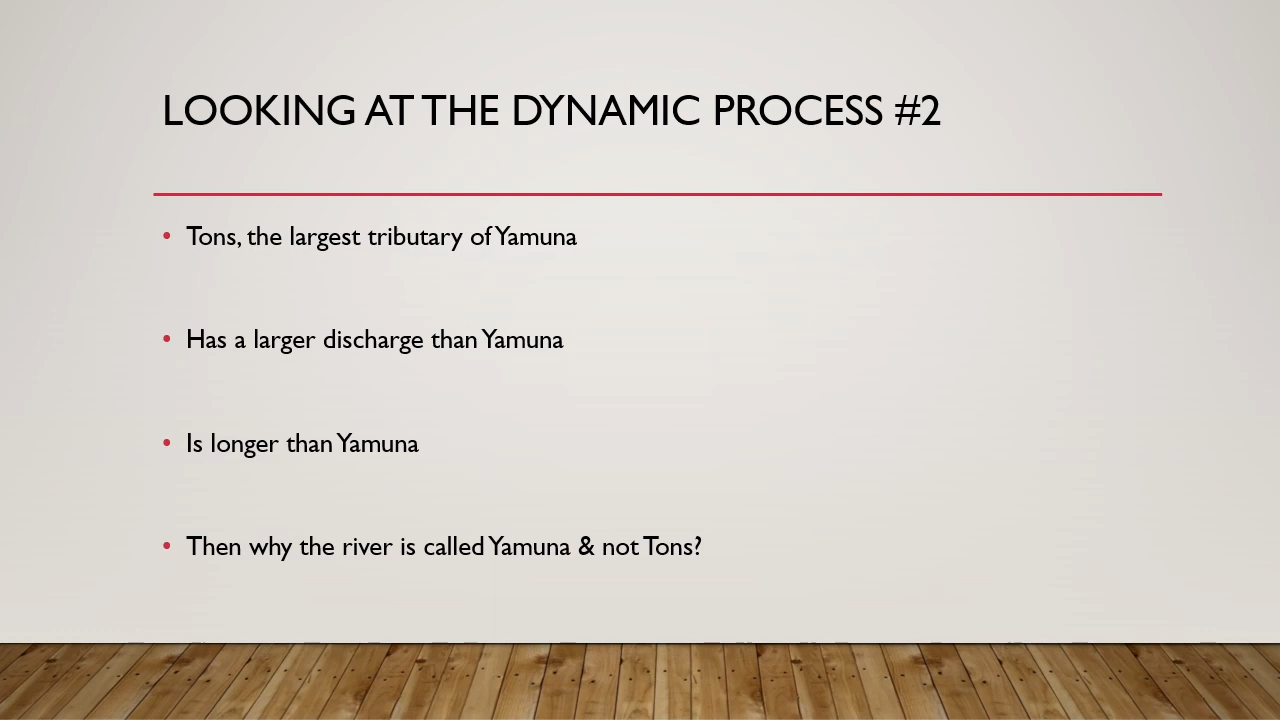 LOOKING AT THE DYNAMIC PROCESS #2
• Tons, the largest tributary of Yamuna
• Has a larger discharge than Yamuna
• Is longer than Yamuna
• Then why the river is called Yamuna & not Tons?